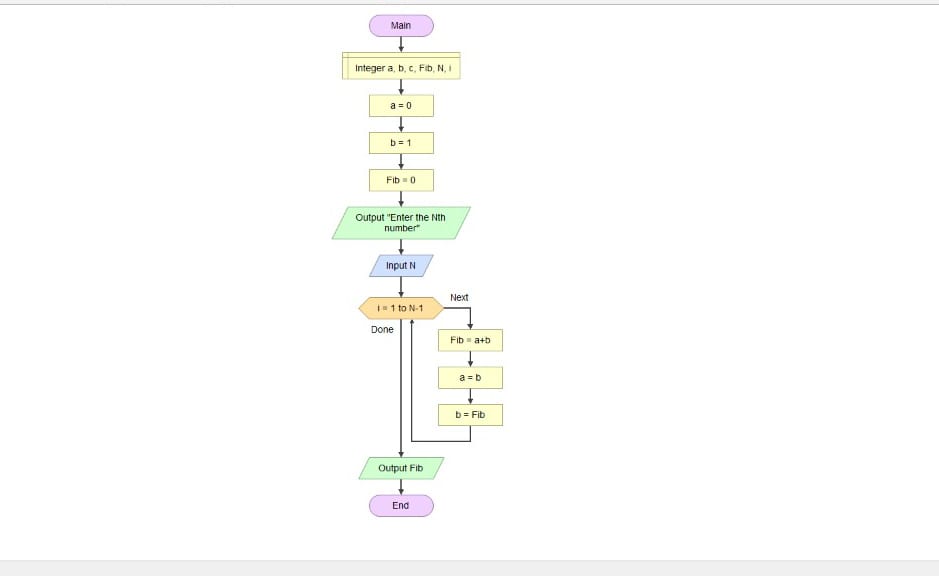 Main
Integer a, b, c, Fib, N, i
a = 0
b = 1
Fib = 0
Output "Enter the Nth
number"
Input N
i = 1 to N-1
Next
Done
Fib = a+b
a = b
b = Fib
Output Fib
End